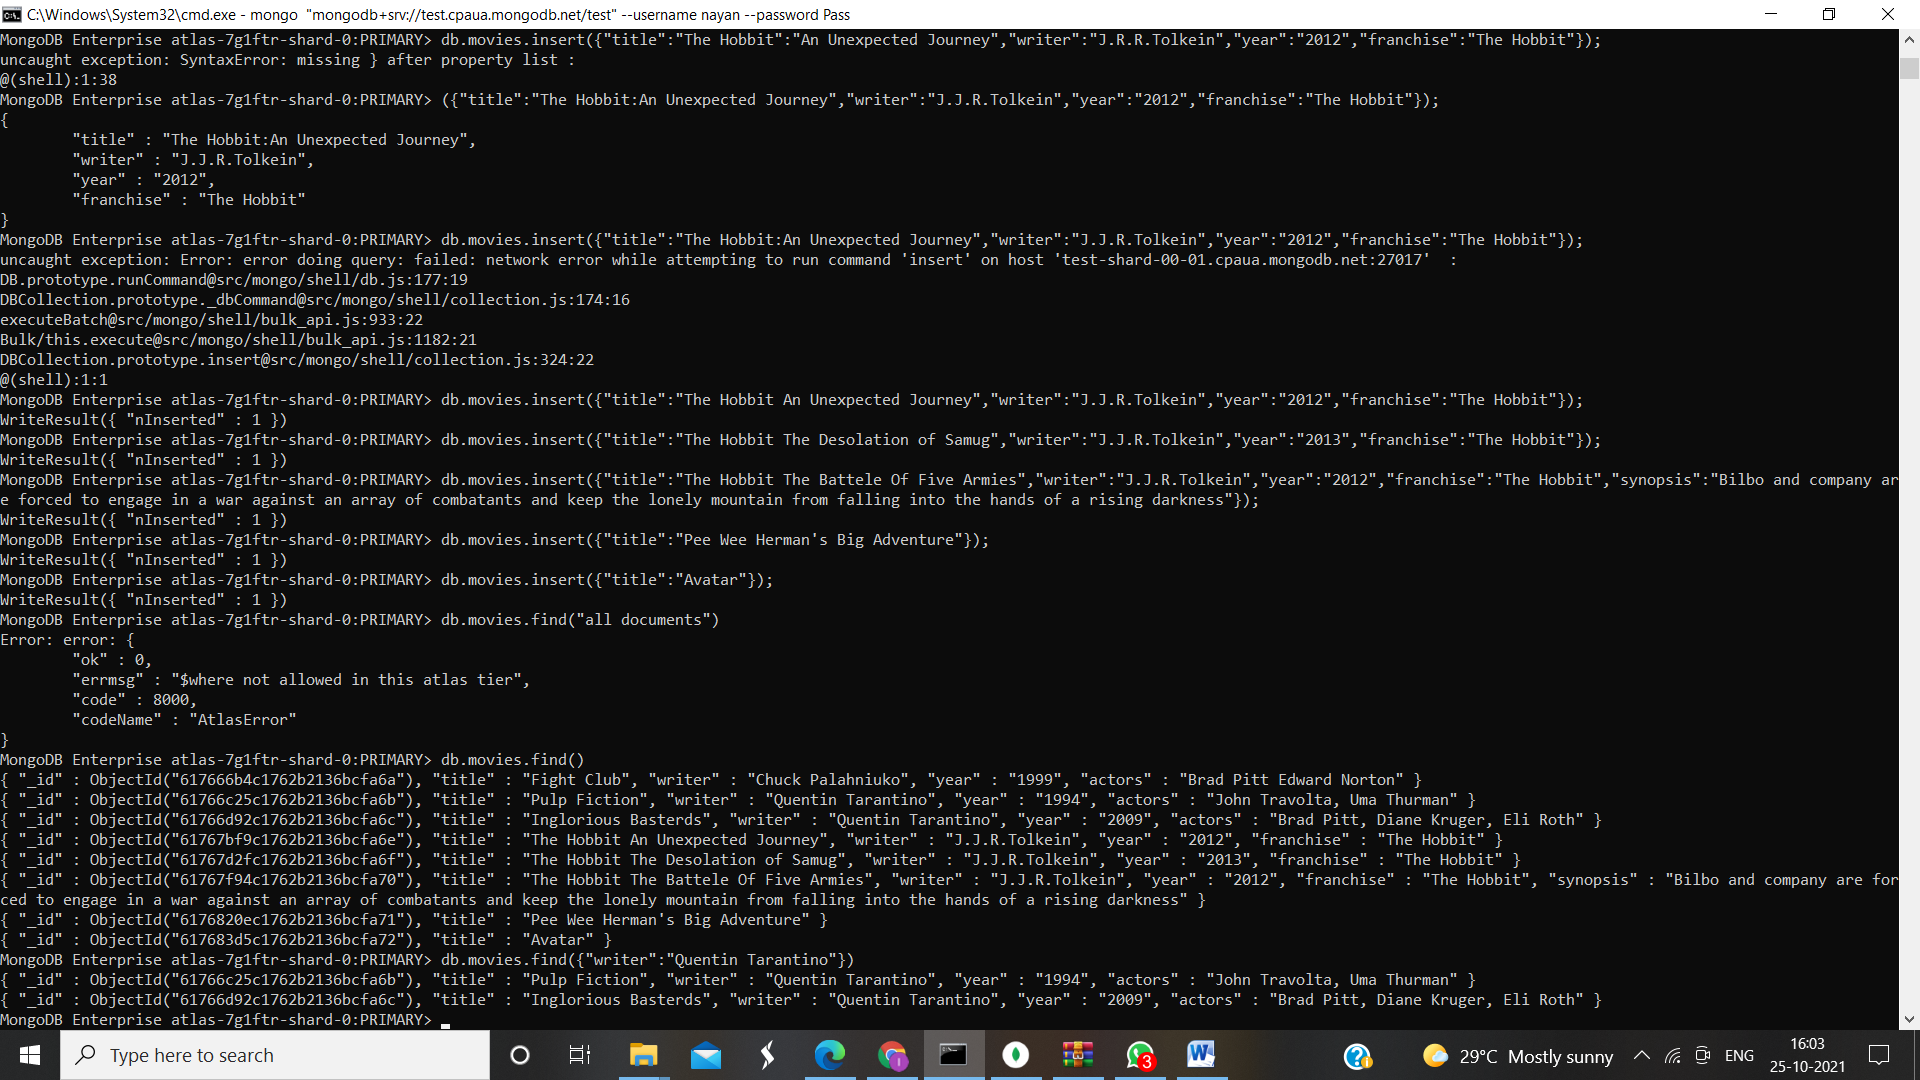 C:\Windows\System32\cmd.exe - mongo "mongodb+srv://test.cpaua.mongodb.net/test" --username nayan --password Pass
MongoDB Enterprise atlas-7g1ftr-shard-0:PRIMARY> db.movies.insert({"title":"The Hobbit":"An Unexpected Journey","writer":"J.R.R.Tolkein","year":"2012","franchise":"The Hobbit"});
uncaught exception: SyntaxError: missing } after property list :
@(shell):1:38
MongoDB Enterprise atlas-7g1ftr-shard-0:PRIMARY> ({"title":"The Hobbit:An Unexpected Journey","writer":"J.J.R.Tolkein","year":"2012","franchise":"The Hobbit"});
{
"title" : "The Hobbit:An Unexpected Journey",
"writer" : "J.J.R.Tolkein",
"year" : "2012",
"franchise" : "The Hobbit"
}
MongoDB Enterprise atlas-7g1ftr-shard-0:PRIMARY> db.movies.insert({"title":"The Hobbit:An Unexpected Journey","writer":"J.J.R.Tolkein","year":"2012","franchise":"The Hobbit"});
uncaught exception: Error: error doing query: failed: network error while attempting to run command 'insert' on host 'test-shard-00-01.cpaua.mongodb.net:27017'  :
DB.prototype.runCommand@src/mongo/shell/db.js:177:19
DBCollection.prototype._dbCommand@src/mongo/shell/collection.js:174:16
executeBatch@src/mongo/shell/bulk_api.js:933:22
Bulk/this.execute@src/mongo/shell/bulk_api.js:1182:21
DBCollection.prototype.insert@src/mongo/shell/collection.js:324:22
@(shell):1:1
MongoDB Enterprise atlas-7g1ftr-shard-0:PRIMARY> db.movies.insert({"title":"The Hobbit An Unexpected Journey","writer":"J.J.R.Tolkein","year":"2012","franchise":"The Hobbit"});
WriteResult({ "nInserted" : 1 })
MongoDB Enterprise atlas-7g1ftr-shard-0:PRIMARY> db.movies.insert({"title":"The Hobbit The Desolation of Samug","writer":"J.J.R.Tolkein","year":"2013","franchise":"The Hobbit"});
WriteResult({ "nInserted" : 1 })
MongoDB Enterprise atlas-7g1ftr-shard-0:PRIMARY> db.movies.insert({"title":"The Hobbit The Battele Of Five Armies","writer":"J.J.R.Tolkein","year":"2012","franchise":"The Hobbit","synopsis":"Bilbo and company ar
e forced to engage in a war against an array of combatants and keep the lonely mountain from falling into the hands of a rising darkness"});
WriteResult({ "nInserted" : 1 })
MongoDB Enterprise atlas-7g1ftr-shard-0:PRIMARY> db.movies.insert({"title":"Pee Wee Herman's Big Adventure"});
WriteResult({ "nInserted" : 1 })
MongoDB Enterprise atlas-7g1ftr-shard-0:PRIMARY> db.movies.insert({"title":"Avatar"});
WriteResult({ "nInserted" : 1 })
MongoDB Enterprise atlas-7g1ftr-shard-0:PRIMARY> db.movies.find("all documents")
Error: error: {
"ok" : 0,
"errmsg" : "$where not allowed in this atlas tier",
"code" : 8000,
"codeName" : "AtlasError"
}
MongoDB Enterprise atlas-7g1ftr-shard-0:PRIMARY> db.movies.find()
{ "_id" : ObjectId("617666b4c1762b2136bcfa6a"), "title" : "Fight Club", "writer" : "Chuck Palahniuko", "year" : "1999", "actors" : "Brad Pitt Edward Norton" }
{ "_id" : ObjectId("61766c25c1762b2136bcfa6b"), "title" : "Pulp Fiction", "writer" : "Quentin Tarantino", "year" : "1994", "actors" : "John Travolta, Uma Thurman" }
{ "_id" : ObjectId("61766d92c1762b2136bcfa6c"), "title" : "Inglorious Basterds", "writer" : "Quentin Tarantino", "year" : "2009", "actors" : "Brad Pitt, Diane Kruger, Eli Roth" }
{ "_id" : ObjectId("61767bf9c1762b2136bcfa6e"), "title" : "The Hobbit An Unexpected Journey", "writer" : "J.J.R.Tolkein", "year" : "2012", "franchise" : "The Hobbit" }
{ "_id" : ObjectId("61767d2fc1762b2136bcfa6f"), "title" : "The Hobbit The Desolation of Samug", "writer" : "J.J.R.Tolkein", "year" : "2013", "franchise" : "The Hobbit" }
{ "_id" : ObjectId("61767f94c1762b2136bcfa70"), "title" : "The Hobbit The Battele Of Five Armies", "writer" : "J.J.R.Tolkein", "year" : "2012", "franchise" : "The Hobbit", "synopsis" : "Bilbo and company are for
ced to engage in a war against an array of combatants and keep the lonely mountain from falling into the hands of a rising darkness" }
{ "_id" : ObjectId("6176820ec1762b2136bcfa71"), "title" : "Pee Wee Herman's Big Adventure" }
{ "_id" : ObjectId("617683d5c1762b2136bcfa72"), "title" : "Avatar" }
MongoDB Enterprise atlas-7g1ftr-shard-0:PRIMARY> db.movies.find({"writer":"Quentin Tarantino"})
{ "_id" : ObjectId("61766c25c1762b2136bcfa6b"), "title" : "Pulp Fiction", "writer" : "Quentin Tarantino", "year" : "1994", "actors" : "John Travolta, Uma Thurman" }
{ "_id" : ObjectId("61766d92c1762b2136bcfa6c"), "title" : "Inglorious Basterds", "writer" : "Quentin Tarantino", "year" : "2009", "actors" : "Brad Pitt, Diane Kruger, Eli Roth" }
MongoDB Enterprise atlas-7g1ftr-shard-0:PRIMARY>
Type here to search
3
29°C Mostly sunny
ENG
16:03
25-10-2021